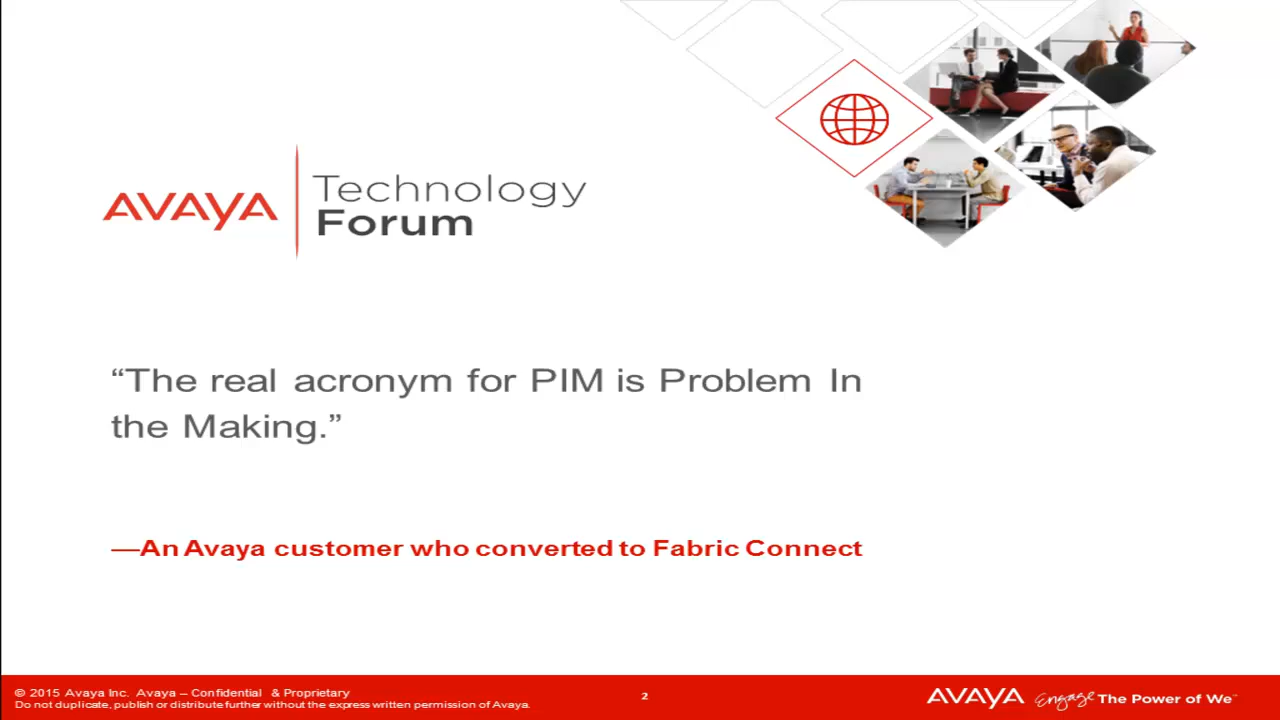 AVAYA
Technology
Forum
“The real acronym for PIM is Problem In
the Making.”
—An Avaya customer who converted to Fabric Connect
© 2015 Avaya Inc. Avaya – Confidential & Proprietary
Do not duplicate, publish or distribute further without the express written permission of Avaya.
2
AVAYA Engage The Power of We™